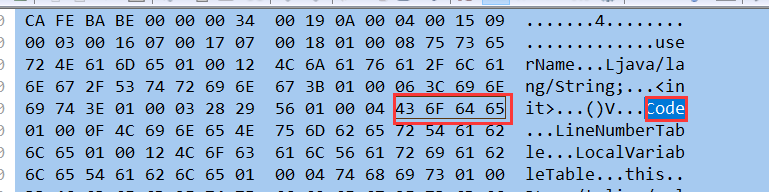 CA FE BA BE 00 00 00 34 00 19 0A 00 04 00 15 09 .......4........
00 03 00 16 07 00 17 07 00 18 01 00 08 75 73 65 .............use
72 4E 61 6D 65 01 00 12 4C 6A 61 76 61 2F 6C 61 rName...Ljava/la
6E 67 2F 53 74 72 69 6E 67 3B 01 00 06 3C 69 6E ng/String;...<in
69 74 3E 01 00 03 28 29 56 01 00 04 43 6F 64 65 it>...()V...Code
01 00 0F 4C 69 6E 65 4E 75 6D 62 65 72 54 61 62 ...LineNumberTab
6C 65 01 00 12 4C 6F 63 61 6C 56 61 72 69 61 62 le...LocalVariab
6C 65 54 61 62 6C 65 01 00 04 74 68 69 73 01 00 leTable...this..